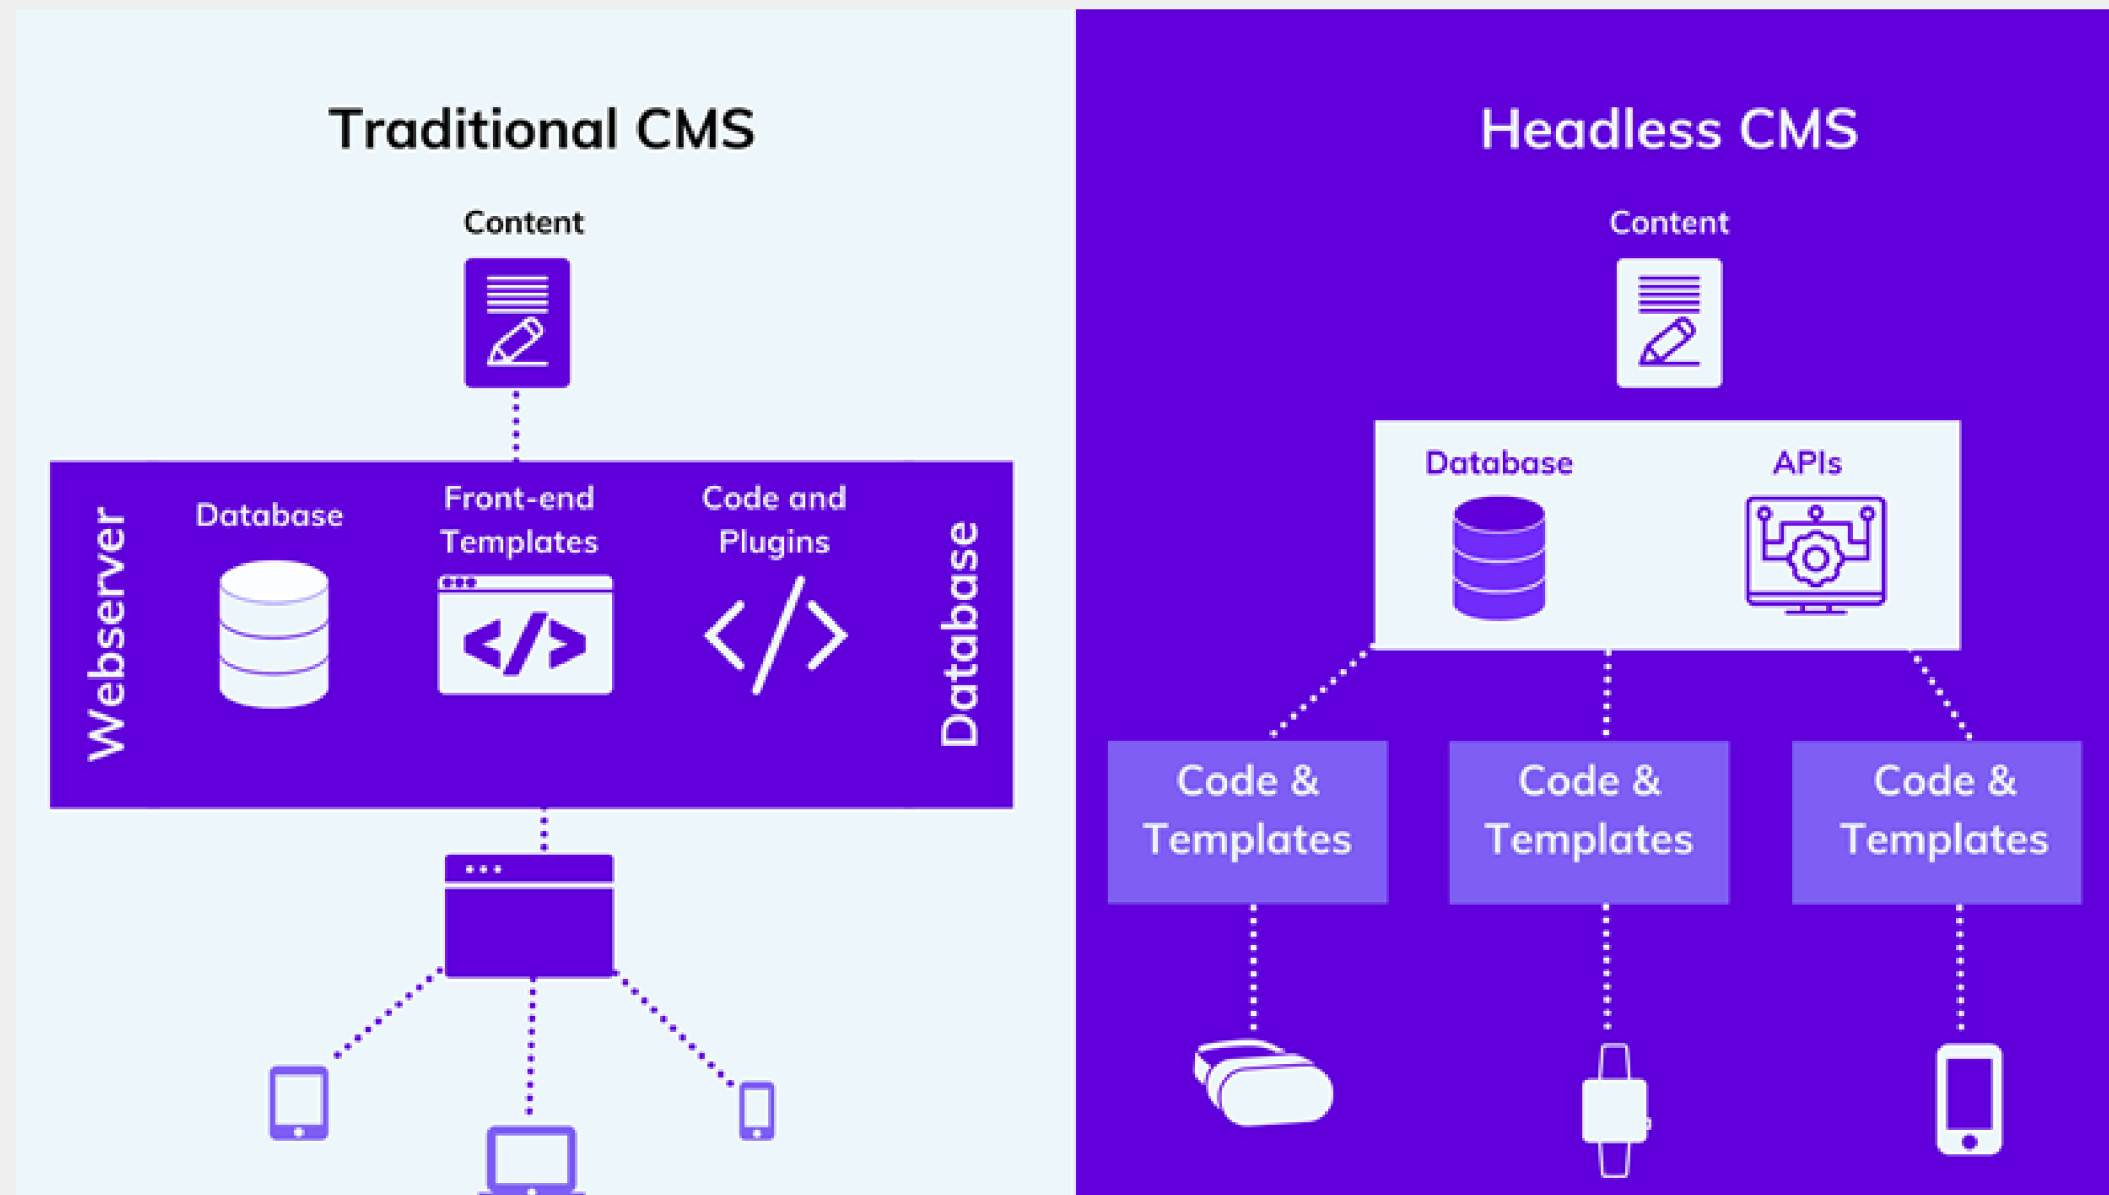 Traditional CMS
Content
Webserver
Database
Front-end
Templates
Code and
Plugins
Database
Headless CMS
Content
Database
APIs
Code &
Templates
Code &
Templates
Code &
Templates